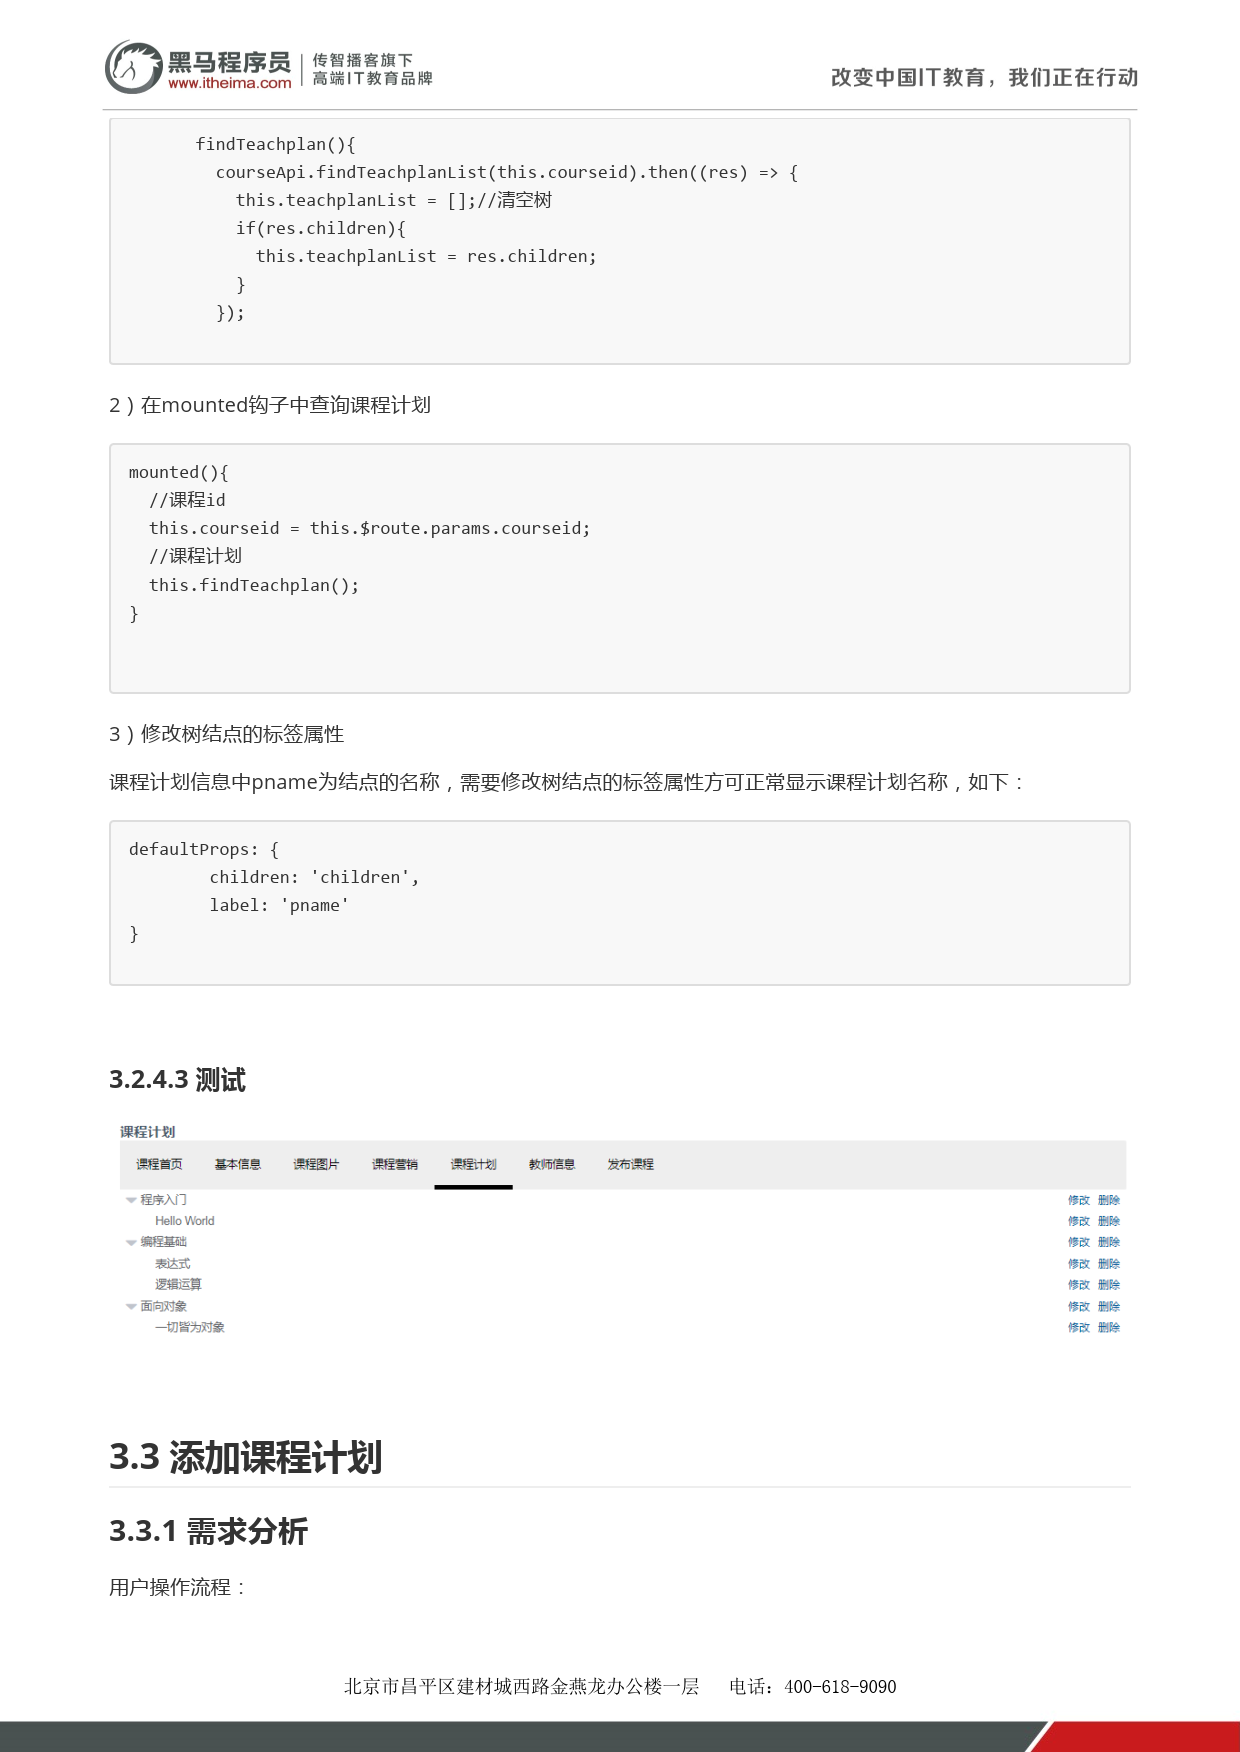 黑马程序员
www.itheima.com
传智播客旗下
高端IT教育品牌
改变中国IT教育，我们正在行动
findTeachplan(){
courseApi.findTeachplanList(this.courseid).then((res) => {
this.teachplanList = [];//清空树
if(res.children){
this.teachplanList = res.children;
}
});
2）在mounted钩子中查询课程计划
mounted(){
//课程id
this.courseid = this.$route.params.courseid;
//课程计划
this.findTeachplan();
}
3）修改树结点的标签属性
课程计划信息中pname为结点的名称，需要修改树结点的标签属性方可正常显示课程计划名称，如下：
defaultProps: {
children: 'children',
label: 'pname'
}
3.2.4.3 测试
课程计划
课程首页 基本信息 课程图片 课程营销 课程计划 教师信息 发布课程
程序入门 修改 删除
Hello World 修改 删除
编程基础 修改 删除
表达式 修改 删除
逻辑运算 修改 删除
面向对象 修改 删除
一切皆为对象 修改 删除
3.3 添加课程计划
3.3.1 需求分析
用户操作流程：
北京市昌平区建材城西路金燕龙办公楼一层 电话：400-618-9090